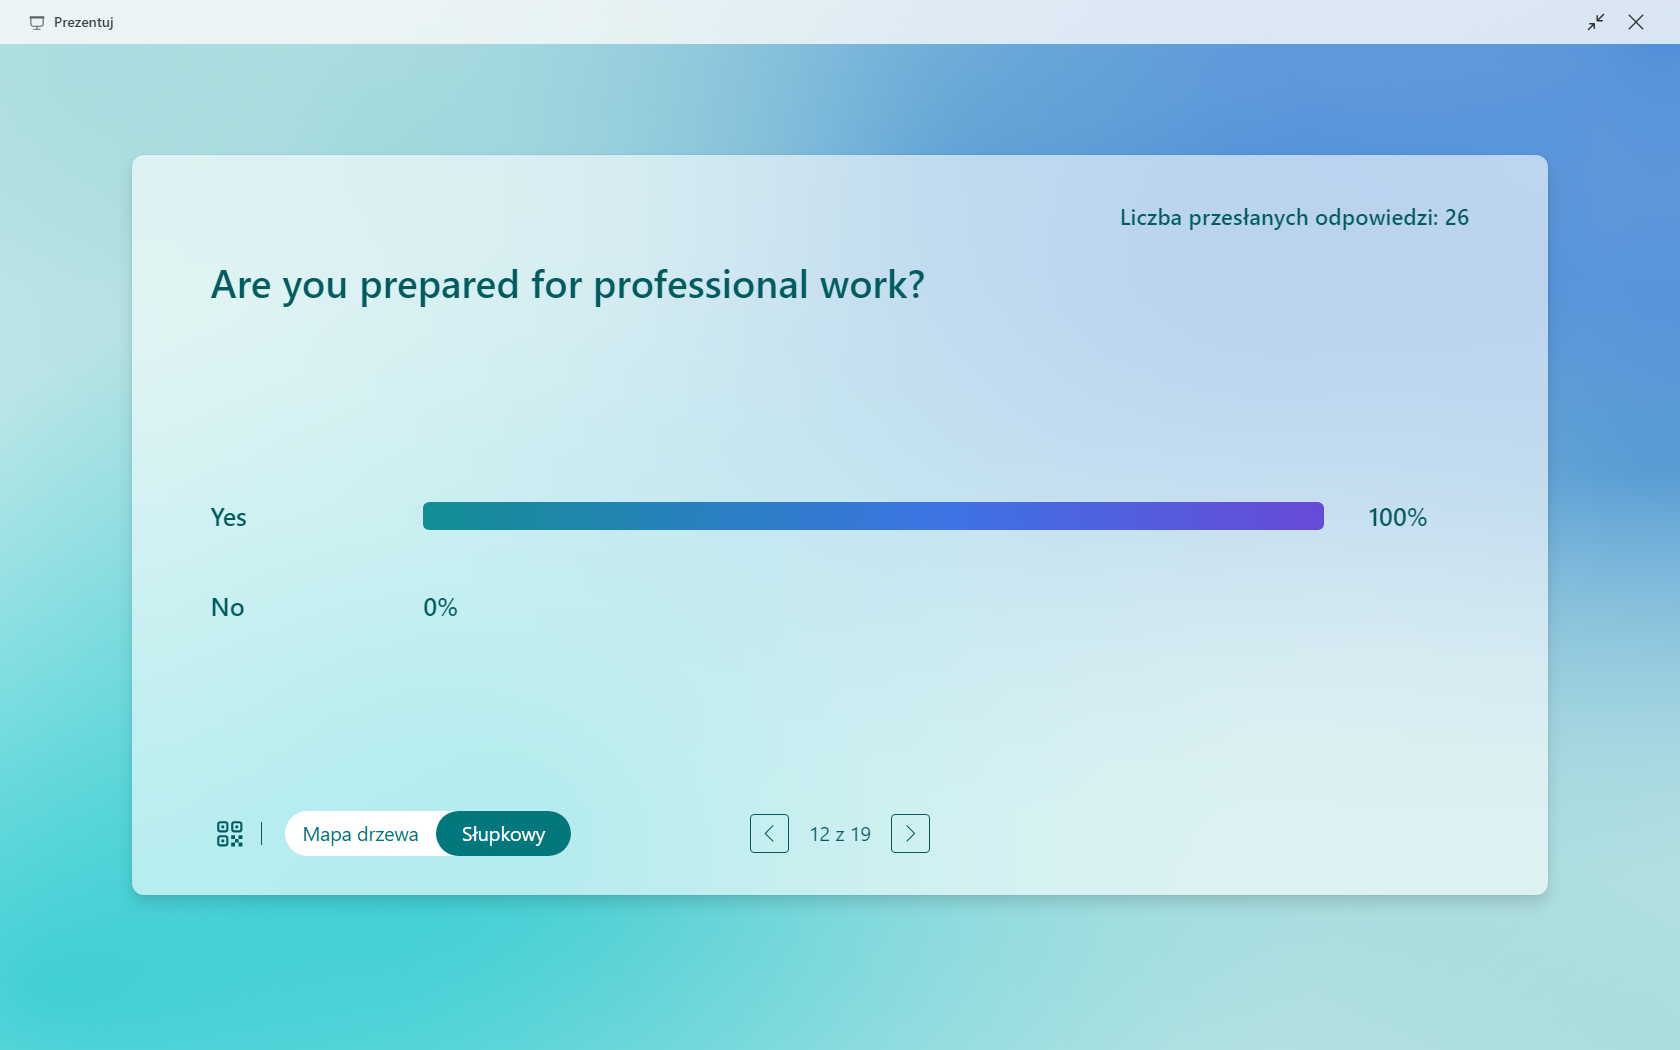 Prezentuj
Liczba przesłanych odpowiedzi: 26
Are you prepared for professional work?
Yes 100%
No 0%
Mapa drzewa Słupkowy 12 z 19